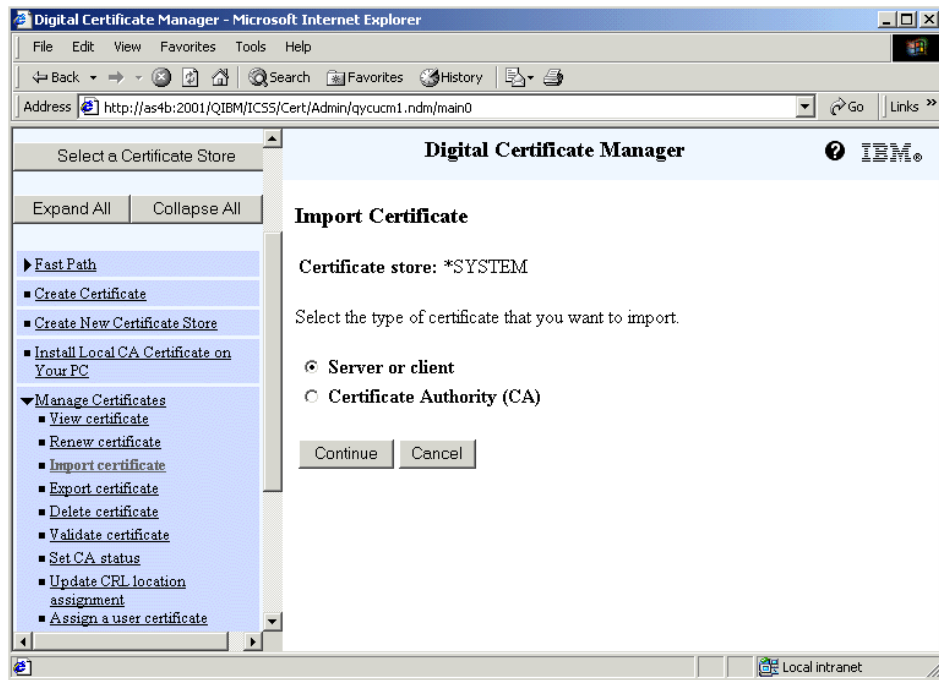 Digital Certificate Manager - Microsoft Internet Explorer
File Edit View Favorites Tools Help
Back Search Favorites History
Address http://as4b:2001/QIBM/ICSS/Cert/Admin/qycucm1.ndm/main0 Go Links »
Select a Certificate Store
Expand All Collapse All
Fast Path
Create Certificate
Create New Certificate Store
Install Local CA Certificate on
Your PC
Manage Certificates
View certificate
Renew certificate
Import certificate
Export certificate
Delete certificate
Validate certificate
Set CA status
Update CRL location
assignment
Assign a user certificate
Digital Certificate Manager
IBM®
Import Certificate
Certificate store: *SYSTEM
Select the type of certificate that you want to import.
Server or client
Certificate Authority (CA)
Continue Cancel
Local intranet